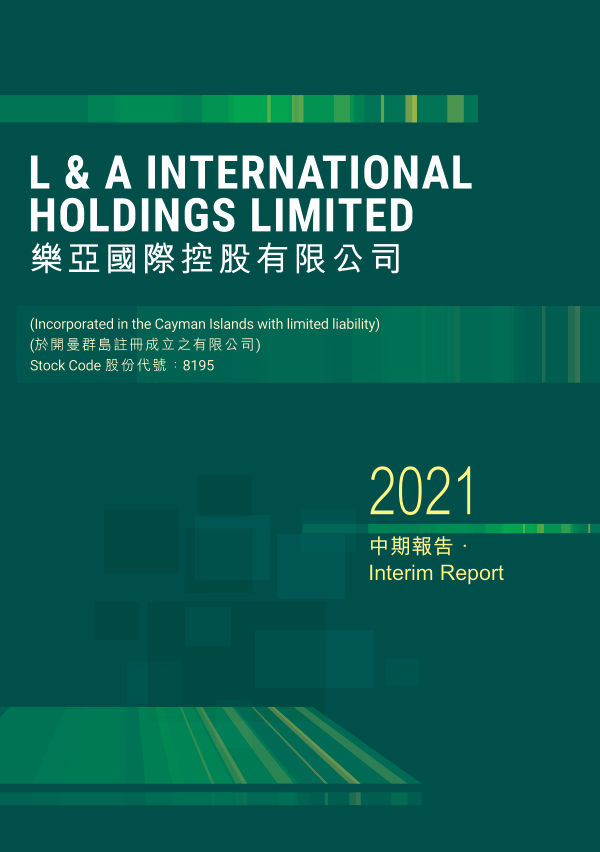 L & A INTERNATIONAL
HOLDINGS LIMITED
樂亞國際控股有限公司
(Incorporated in the Cayman Islands with limited liability)
(於開曼群島註冊成立之有限公司)
Stock Code 股份代號：8195
2021
中期報告．
Interim Report